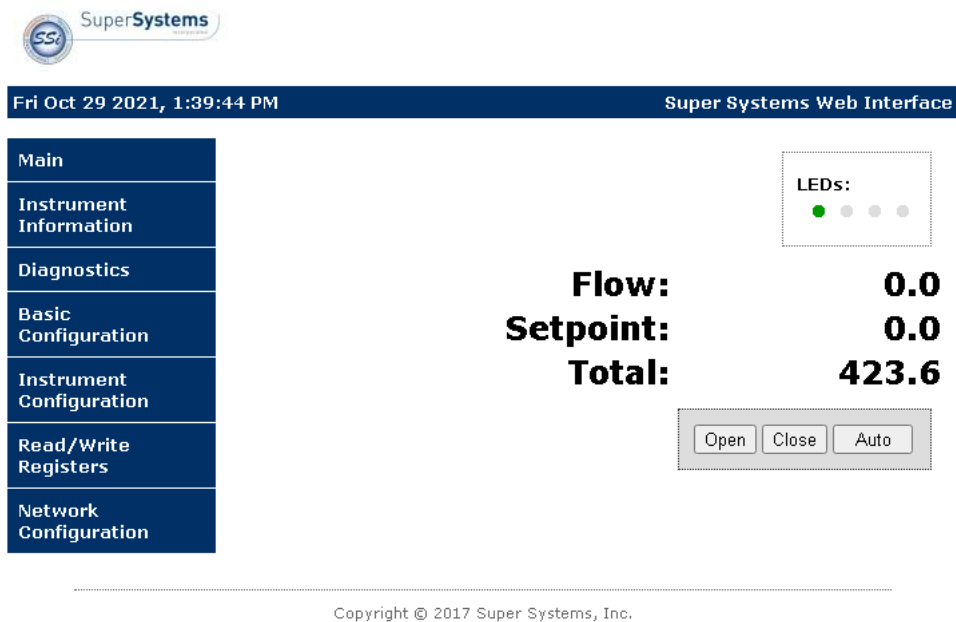 SSi SuperSystems
incorporated
Fri Oct 29 2021, 1:39:44 PM Super Systems Web Interface
Main
Instrument
Information
Diagnostics
Basic
Configuration
Instrument
Configuration
Read/Write
Registers
Network
Configuration
LEDs:
Flow: 0.0
Setpoint: 0.0
Total: 423.6
Open Close Auto
Copyright © 2017 Super Systems, Inc.